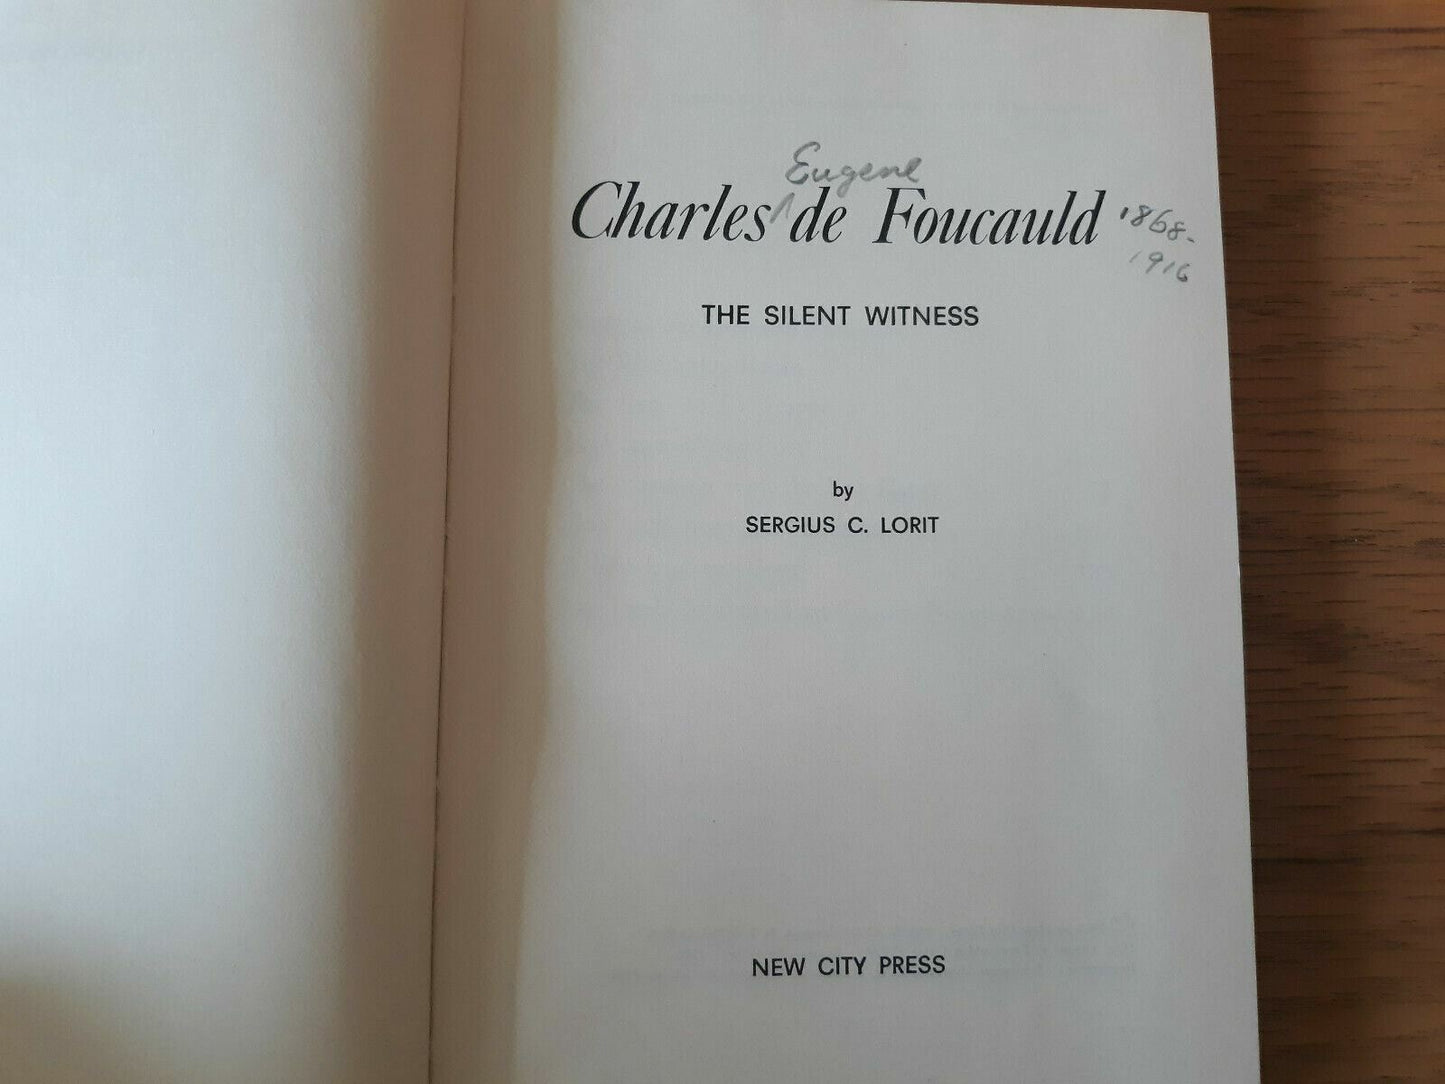 Eugene
Charles de Foucauld
1868-
1916
THE SILENT WITNESS
by
SERGIUS C. LORIT
NEW CITY PRESS